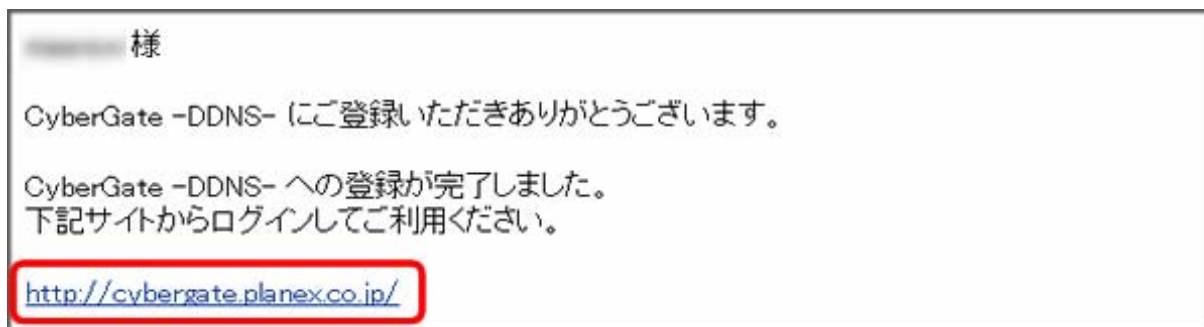 様
CyberGate -DDNS- にご登録いただきありがとうございます。
CyberGate -DDNS- への登録が完了しました。
下記サイトからログインしてご利用ください。
http://cybergate.planex.co.jp/